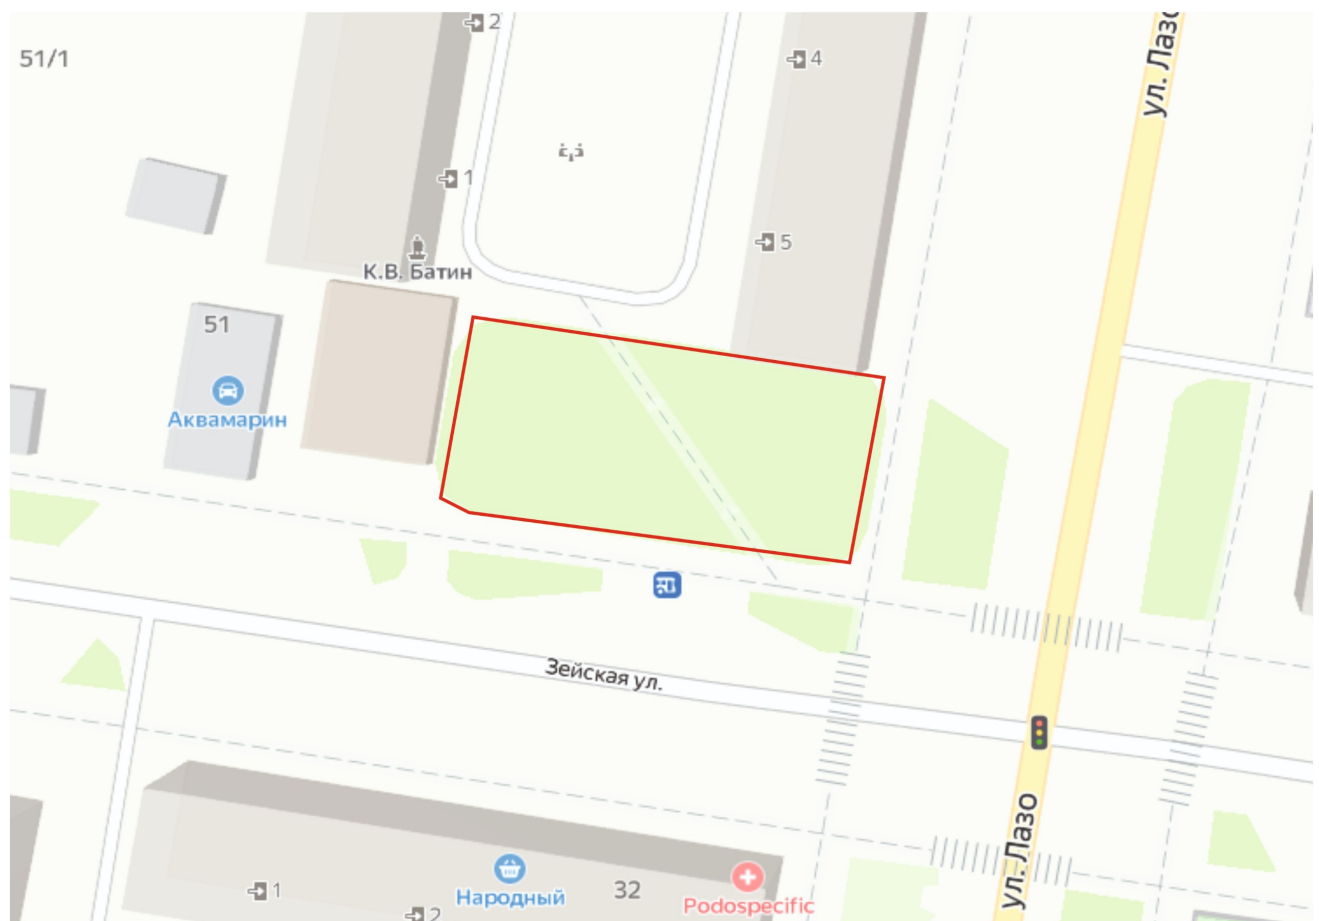 2
51/1
4
ул. Лазо
1
5
К.В. Батин
51
Аквамарин
Зейская ул.
ул. Лазо
1
Народный
32
Podospecific
2